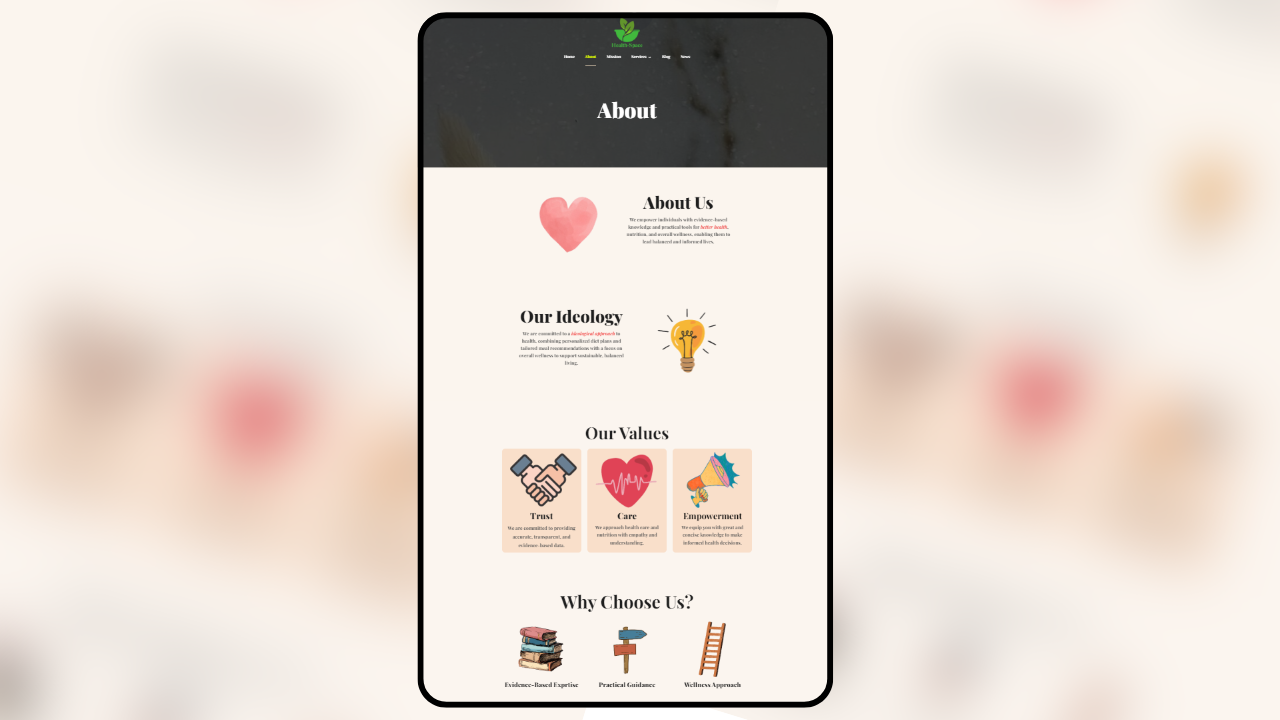 Health Square
Home About Mission Services Blog News
About
About Us
We empower individuals with evidence-based
knowledge and practical tools for better health,
nutrition, and overall wellness, enabling them to
lead balanced and informed lives.
Our Ideology
We are committed to a ideological approach to
health, combining personalized diet plans and
tailored meal recommendations with a focus on
overall wellness to support sustainable, balanced
living.
Our Values
Trust
We are committed to providing
accurate, transparent, and
evidence-based data.
Care
We approach health care and
nutrition with empathy and
understanding.
Empowerment
We equip you with great and
concise knowledge to make
informed health decisions.
Why Choose Us?
Evidence-Based Exprtise
Practical Guidance
Wellness Approach